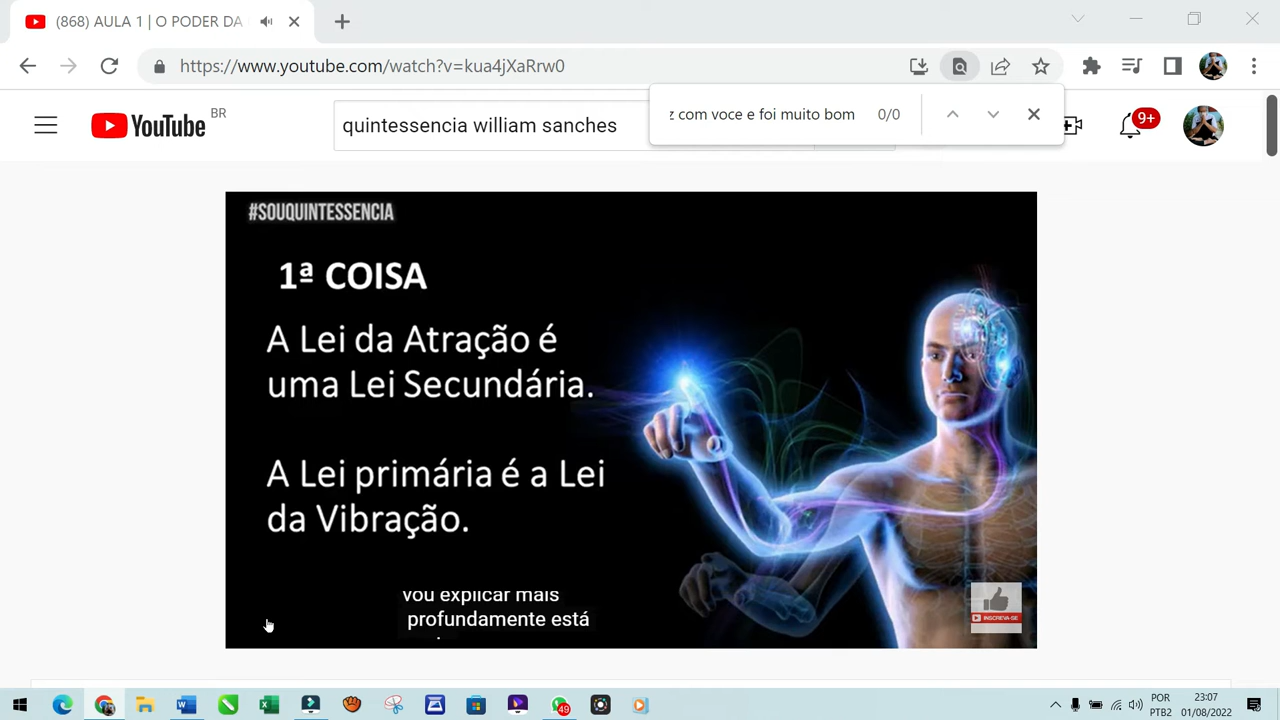 (868) AULA 1 | O PODER DA
https://www.youtube.com/watch?v=kua4jXaRrw0
z com voce e foi muito bom 0/0
YouTube BR
quintessencia william sanches
9+
#SOUQUINTESSENCIA
1ª COISA
A Lei da Atração é
uma Lei Secundária.
A Lei primária é a Lei
da Vibração.
vou explicar mais
profundamente está
INSCREVA-SE
49
POR
PTB2
23:07
01/08/2022